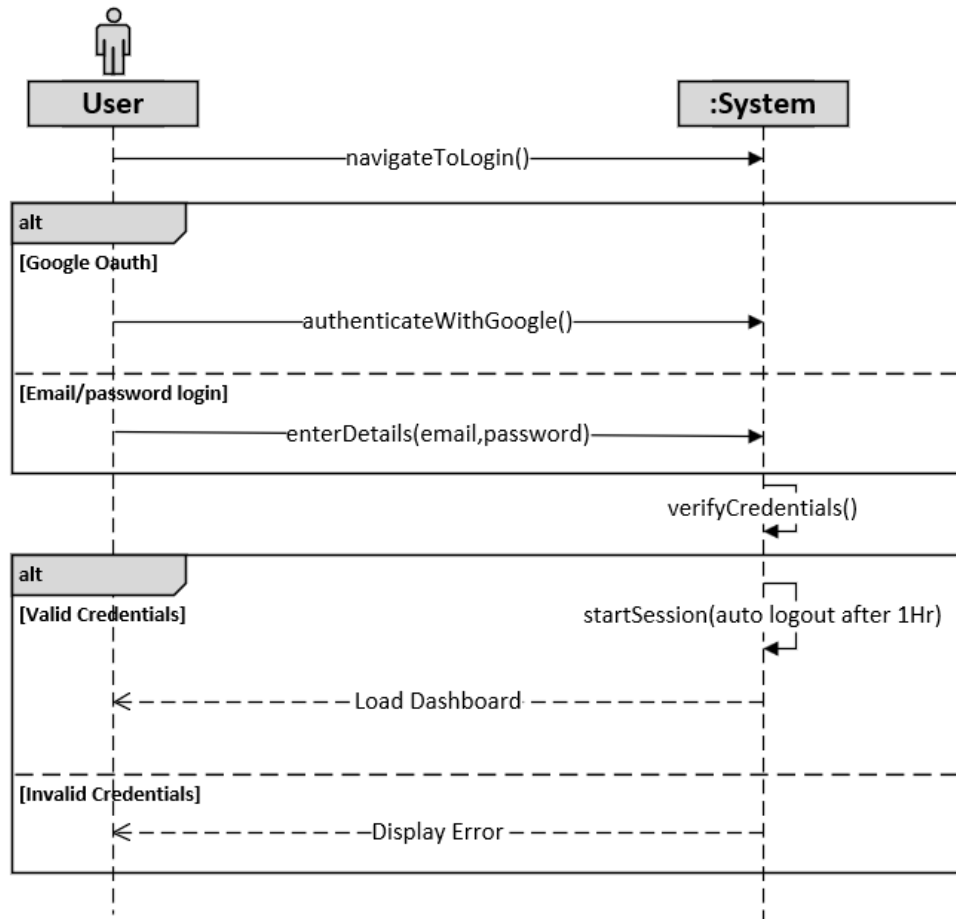 User
:System
navigateToLogin()
alt
[Google Oauth]
authenticateWithGoogle()
[Email/password login]
enterDetails(email,password)
verifyCredentials()
alt
[Valid Credentials]
startSession(auto logout after 1Hr)
Load Dashboard
[Invalid Credentials]
Display Error